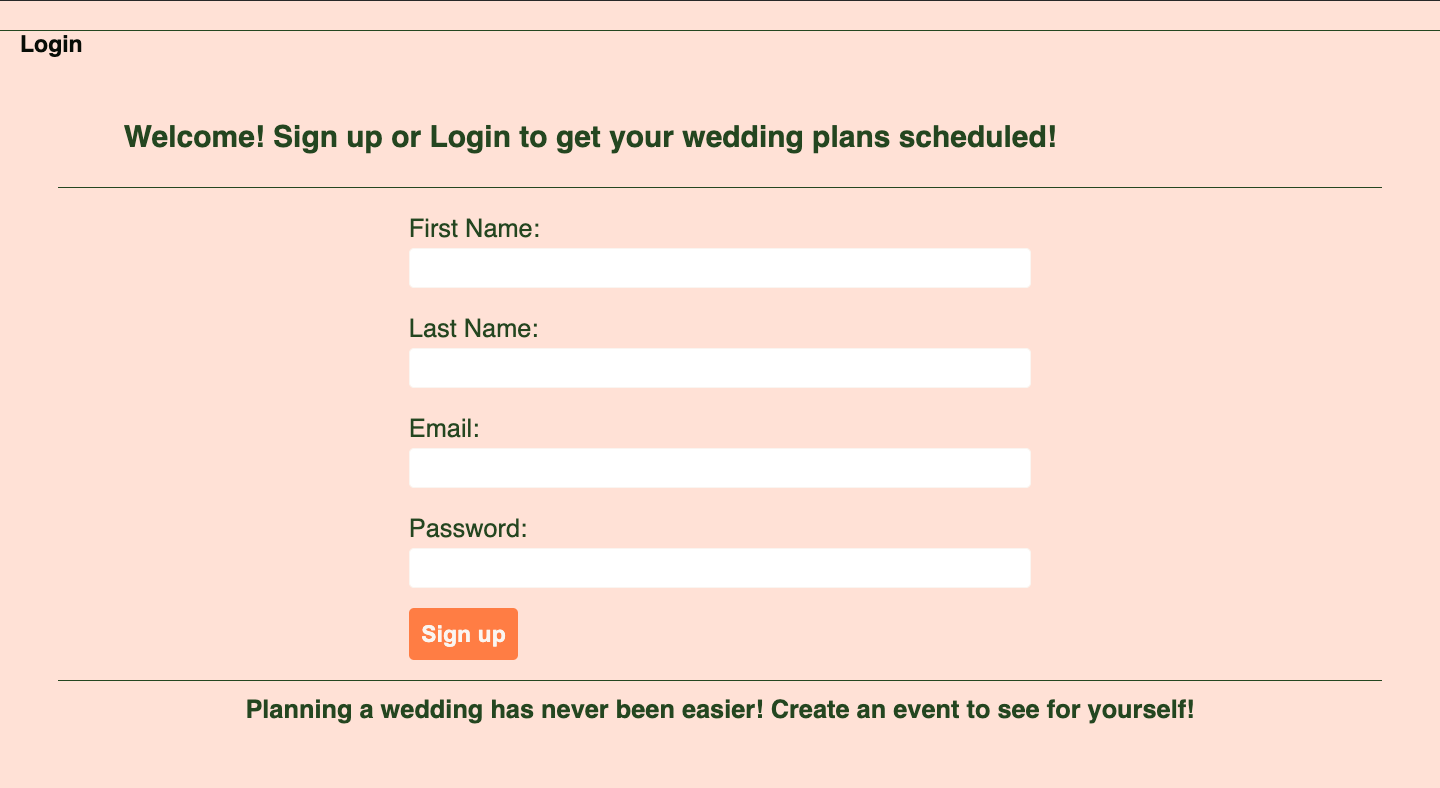 Login
Welcome! Sign up or Login to get your wedding plans scheduled!
First Name:
Last Name:
Email:
Password:
Sign up
Planning a wedding has never been easier! Create an event to see for yourself!